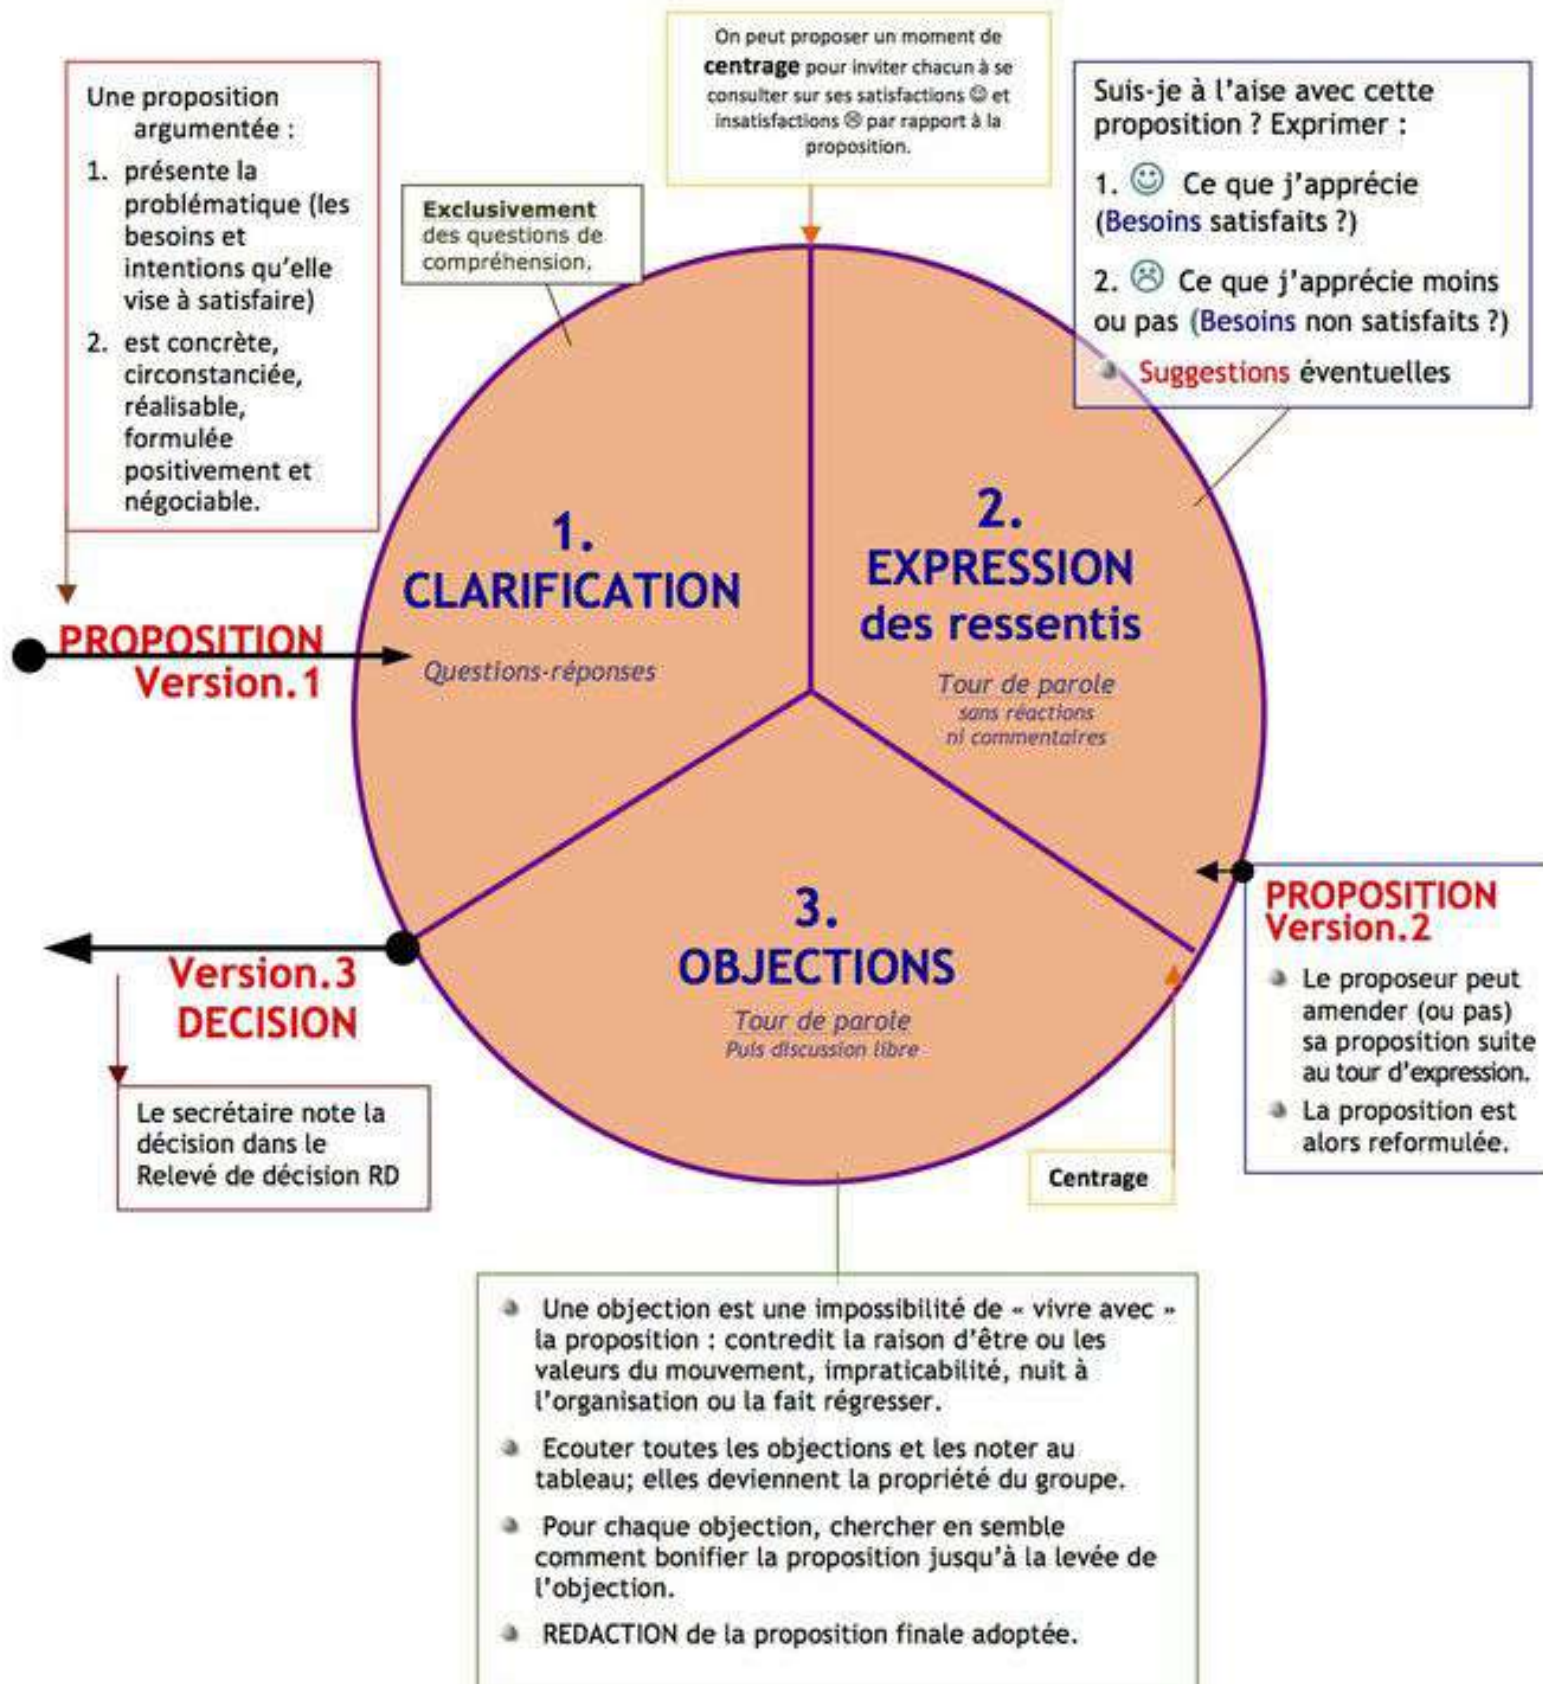 On peut proposer un moment de
centrage pour inviter chacun à se
consulter sur ses satisfactions ☺ et
insatisfactions ☹ par rapport à la
proposition.
Une proposition
argumentée :
1. présente la
problématique (les
besoins et
intentions qu'elle
vise à satisfaire)
2. est concrète,
circonstanciée,
réalisable,
formulée
positivement et
négociable.
Exclusivement
des questions de
compréhension.
Suis-je à l'aise avec cette
proposition ? Exprimer :
1. ☺ Ce que j'apprécie
(Besoins satisfaits ?)
2. ☹ Ce que j'apprécie moins
ou pas (Besoins non satisfaits ?)
Suggestions éventuelles
PROPOSITION
Version.1
1.
CLARIFICATION
Questions-réponses
2.
EXPRESSION
des ressentis
Tour de parole
sans réactions
ni commentaires
PROPOSITION
Version.2
Le proposeur peut
amender (ou pas)
sa proposition suite
au tour d'expression.
La proposition est
alors reformulée.
Centrage
3.
OBJECTIONS
Tour de parole
Puis discussion libre
Version.3
DECISION
Le secrétaire note la
décision dans le
Relevé de décision RD
Une objection est une impossibilité de « vivre avec »
la proposition : contredit la raison d'être ou les
valeurs du mouvement, impraticabilité, nuit à
l'organisation ou la fait régresser.
Ecouter toutes les objections et les noter au
tableau; elles deviennent la propriété du groupe.
Pour chaque objection, chercher en semble
comment bonifier la proposition jusqu'à la levée de
l'objection.
REDACTION de la proposition finale adoptée.